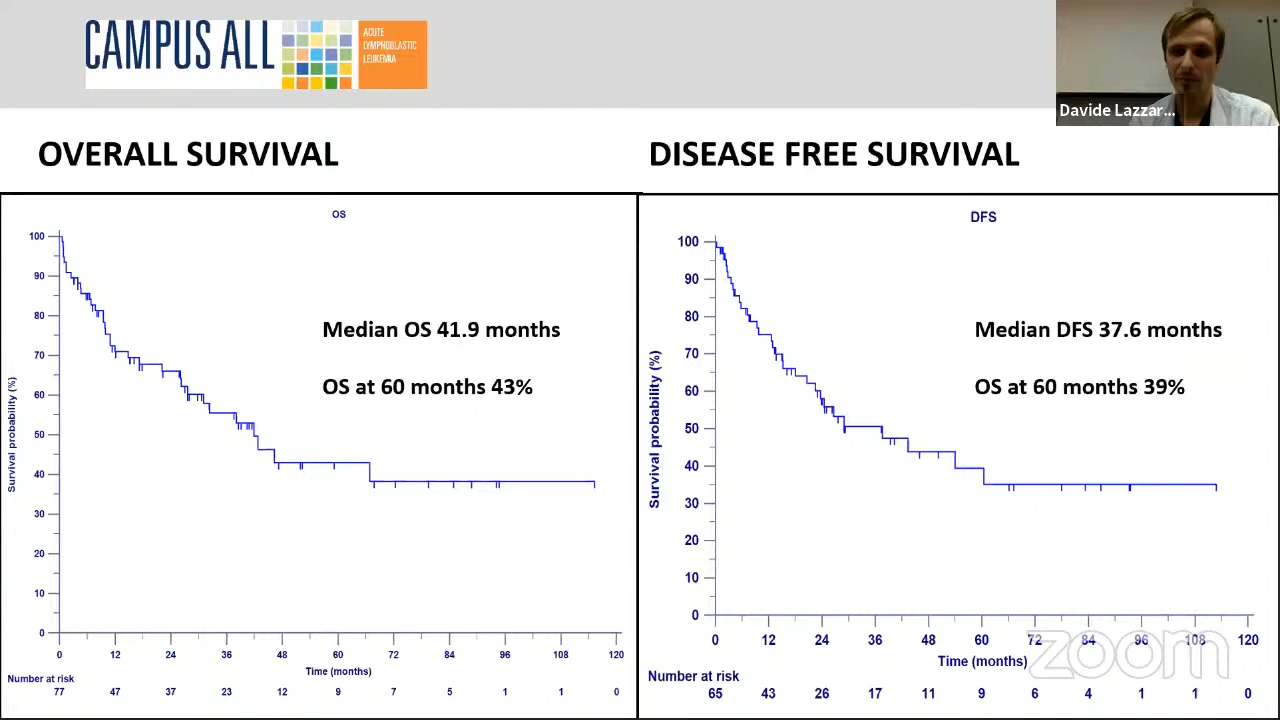 CAMPUS ALL
ACUTE
LYMPHOBLASTIC
LEUKEMIA
Davide Lazzar...
OVERALL SURVIVAL
DISEASE FREE SURVIVAL
OS
100
90
80
70
60
50
40
30
20
10
0
Survival probability (%)
Median OS 41.9 months
OS at 60 months 43%
0 12 24 36 48 60 72 84 96 108 120
Time (months)
Number at risk
77 47 37 23 12 9 7 5 1 1 0
DFS
100
90
80
70
60
50
40
30
20
10
0
Survival probability (%)
Median DFS 37.6 months
OS at 60 months 39%
0 12 24 36 48 60 72 84 96 108 120
Time (months)
Number at risk
65 43 26 17 11 9 6 4 1 1 0
zoom